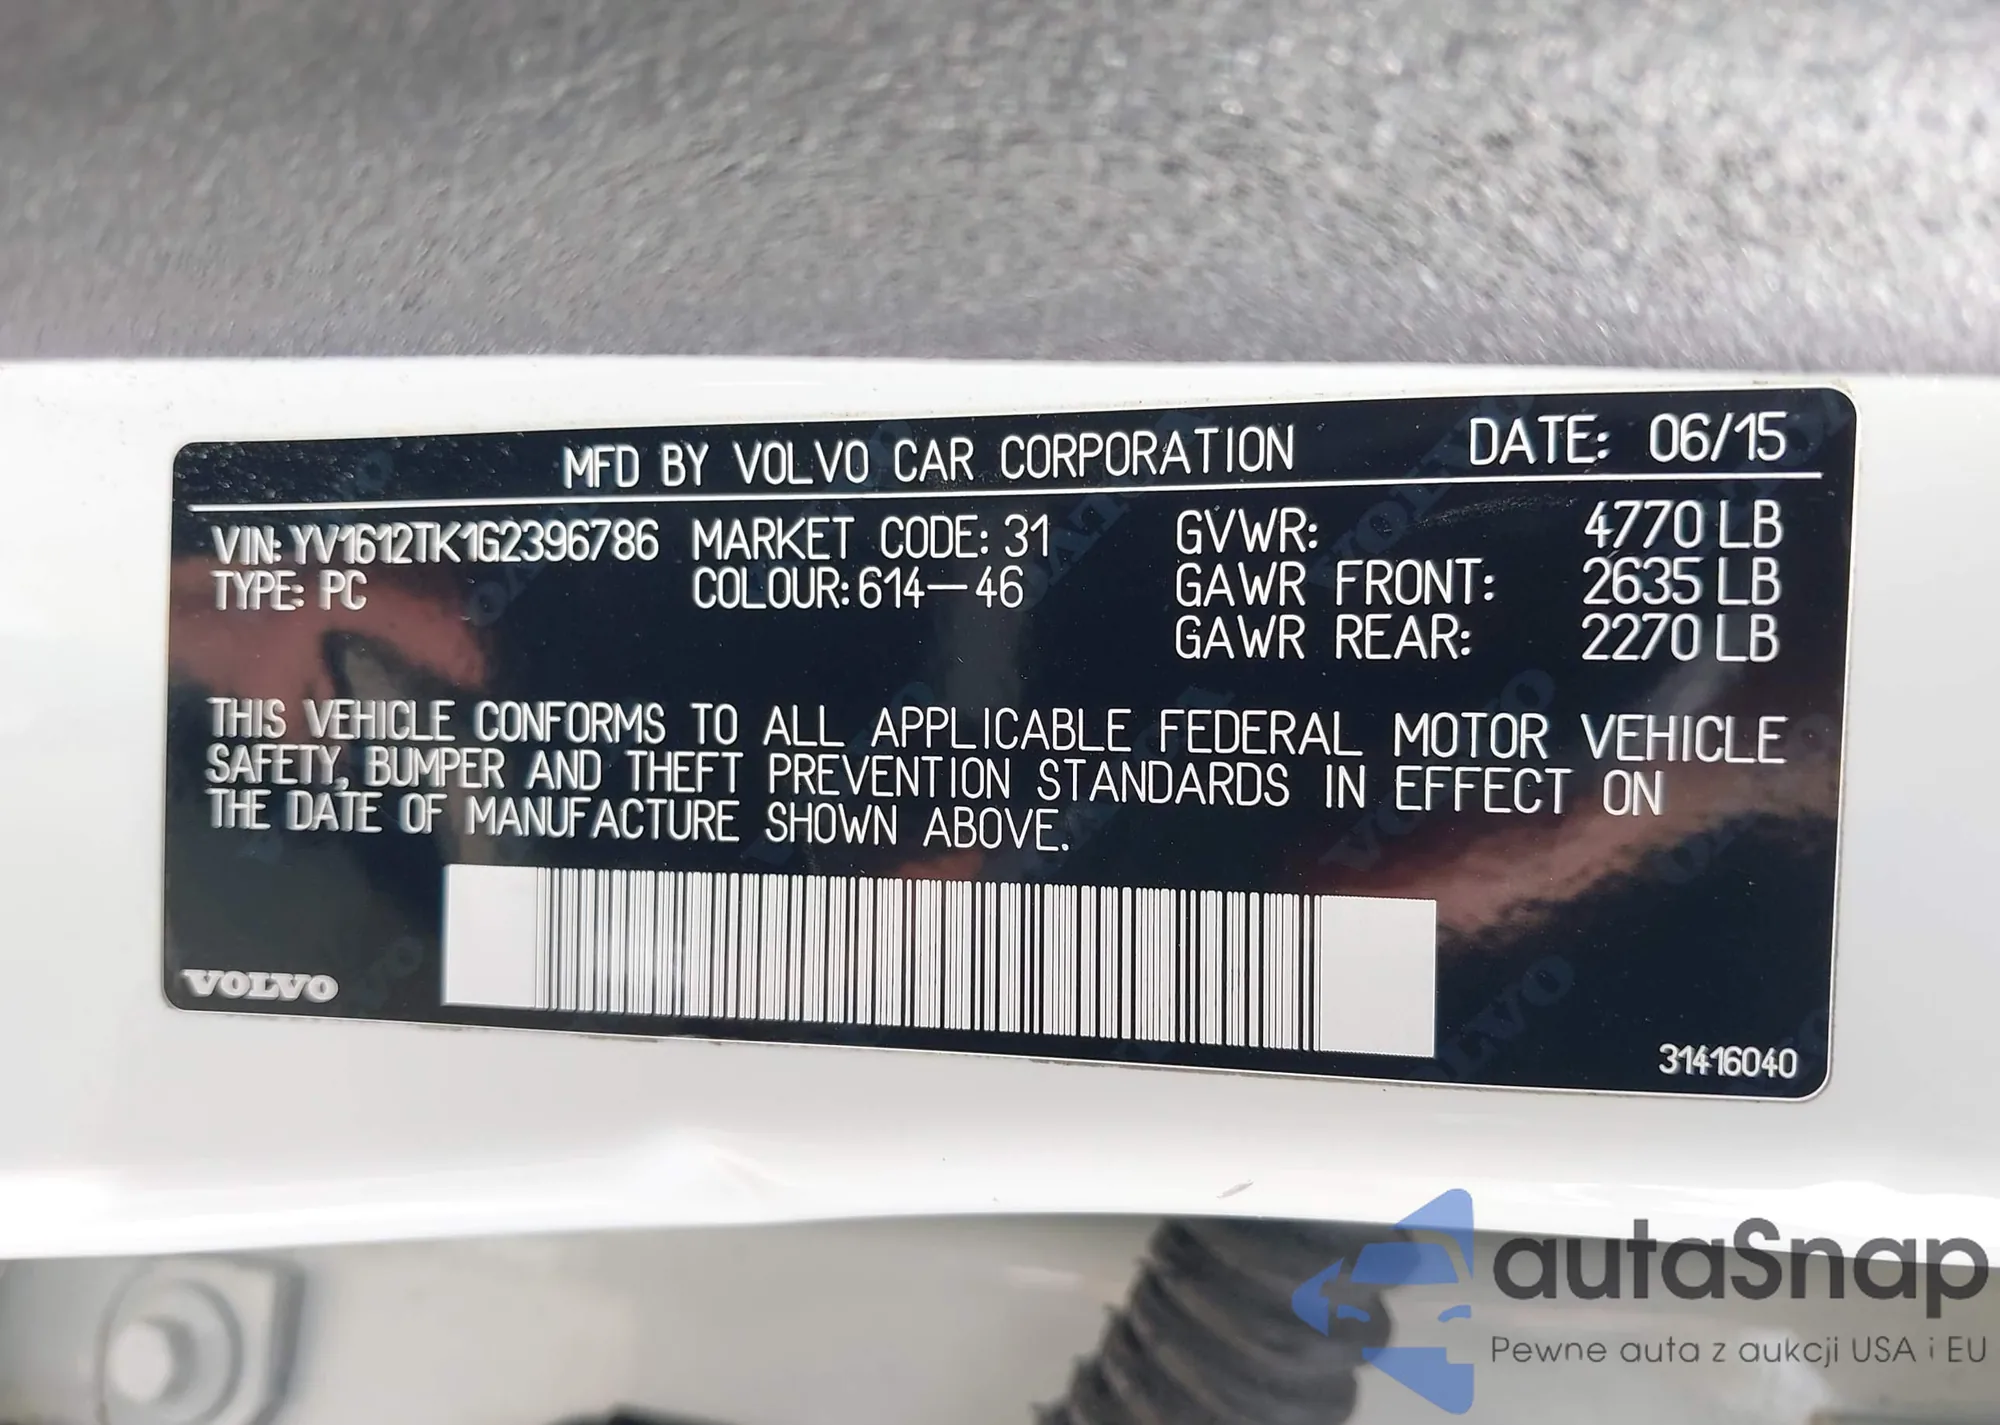 MFD BY VOLVO CAR CORPORATION DATE: 06/15
VIN: YV1612TK1G2396786 MARKET CODE: 31 GVWR: 4770 LB
TYPE: PC COLOUR: 614-46 GAWR FRONT: 2635 LB
GAWR REAR: 2270 LB
THIS VEHICLE CONFORMS TO ALL APPLICABLE FEDERAL MOTOR VEHICLE
SAFETY, BUMPER AND THEFT PREVENTION STANDARDS IN EFFECT ON
THE DATE OF MANUFACTURE SHOWN ABOVE.
VOLVO
31416040
autaSnap
Pewne auta z aukcji USA i EU